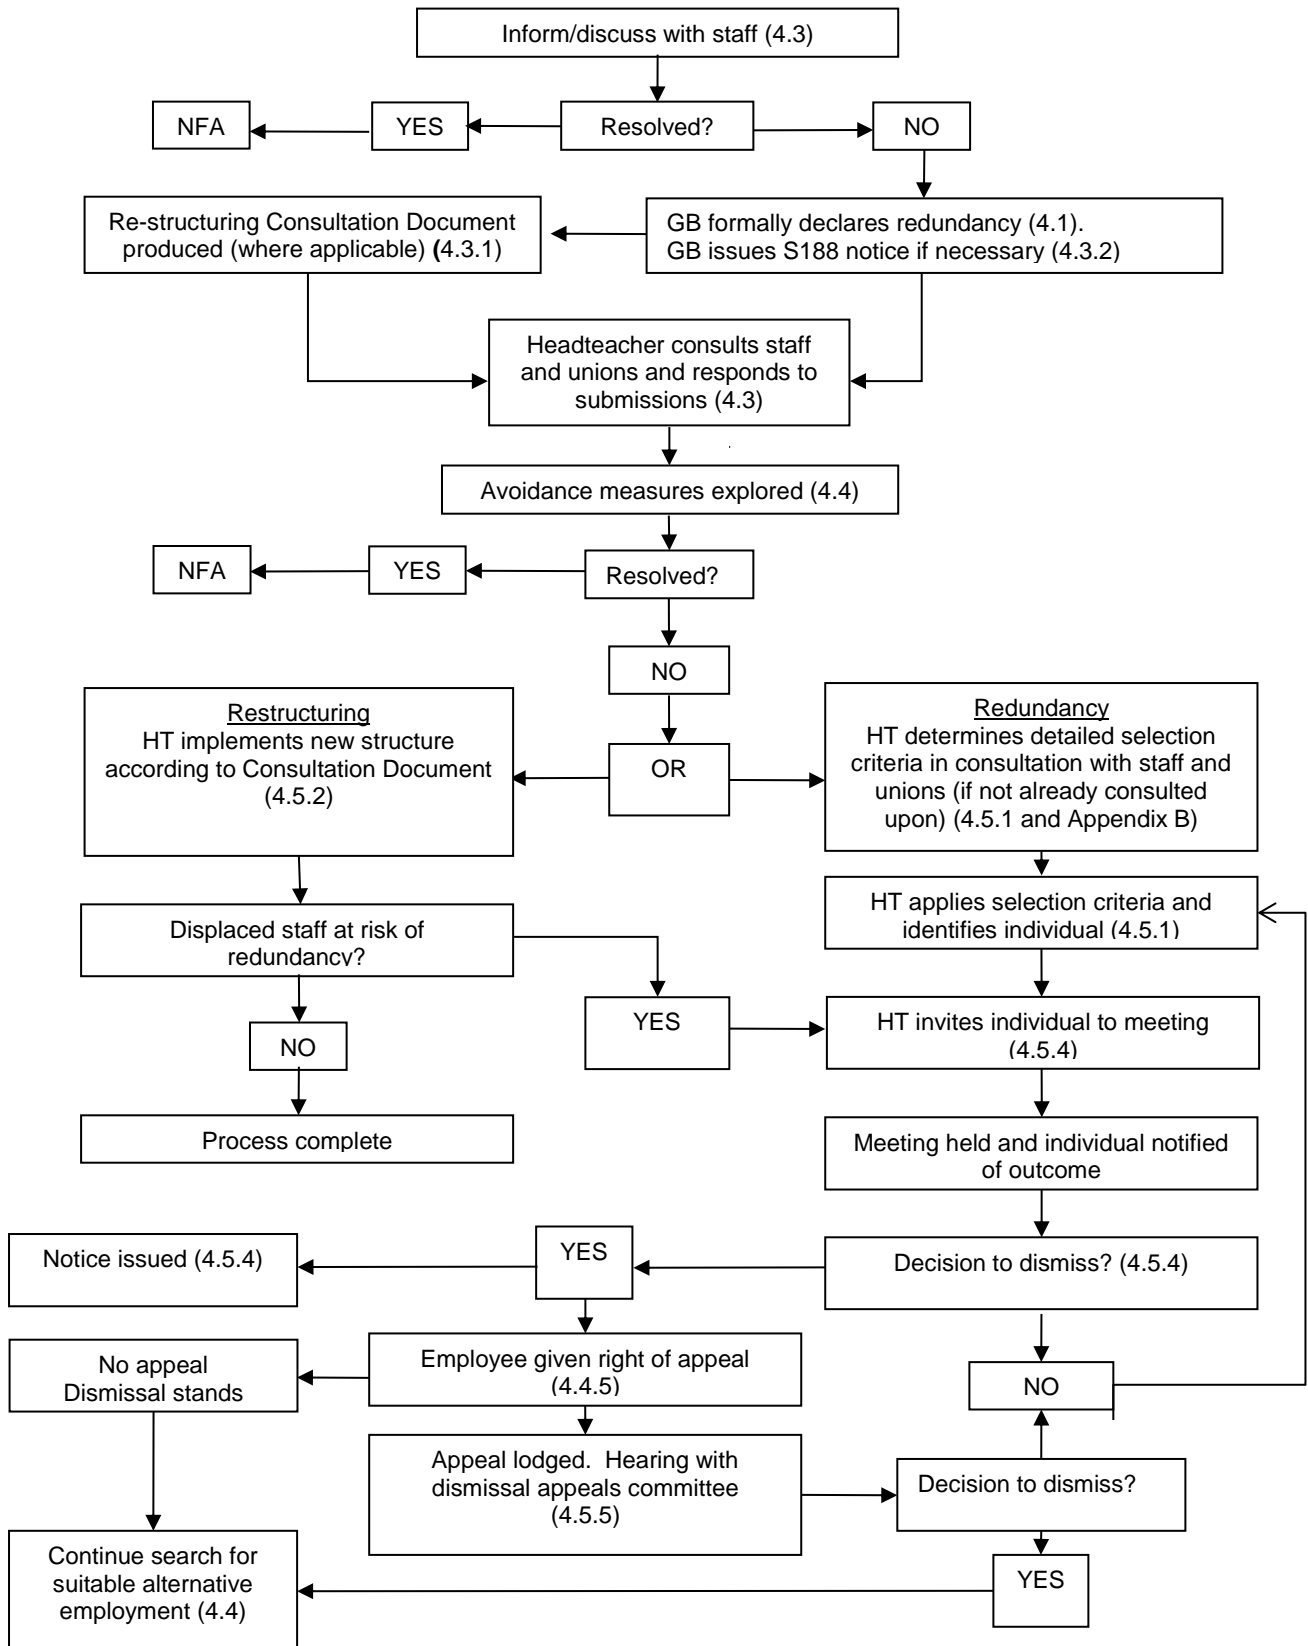 Inform/discuss with staff (4.3)
NFA
YES
Resolved?
NO
Re-structuring Consultation Document
produced (where applicable) (4.3.1)
GB formally declares redundancy (4.1).
GB issues S188 notice if necessary (4.3.2)
Headteacher consults staff
and unions and responds to
submissions (4.3)
Avoidance measures explored (4.4)
NFA
YES
Resolved?
NO
Restructuring
HT implements new structure
according to Consultation Document
(4.5.2)
OR
Redundancy
HT determines detailed selection
criteria in consultation with staff and
unions (if not already consulted
upon) (4.5.1 and Appendix B)
Displaced staff at risk of
redundancy?
HT applies selection criteria and
identifies individual (4.5.1)
NO
YES
HT invites individual to meeting
(4.5.4)
Process complete
Meeting held and individual notified
of outcome
Notice issued (4.5.4)
YES
Decision to dismiss? (4.5.4)
No appeal
Dismissal stands
Employee given right of appeal
(4.4.5)
NO
Appeal lodged.  Hearing with
dismissal appeals committee
(4.5.5)
Decision to dismiss?
Continue search for
suitable alternative
employment (4.4)
YES